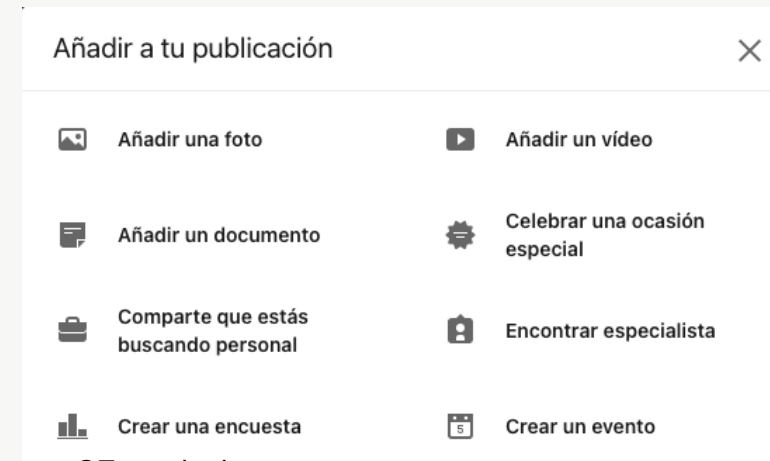 Añadir a tu publicación
Añadir una foto
Añadir un vídeo
Añadir un documento
Celebrar una ocasión
especial
Comparte que estás
buscando personal
Encontrar especialista
Crear una encuesta
5
Crear un evento